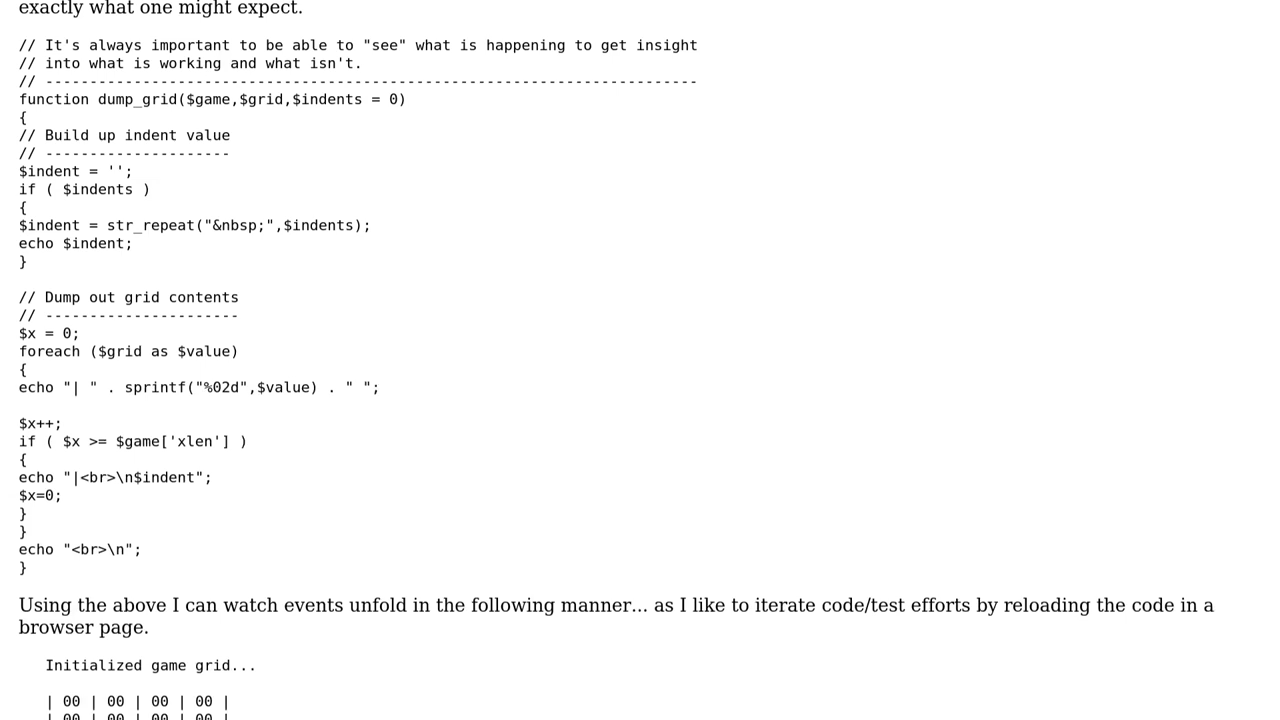 exactly what one might expect.
// It's always important to be able to "see" what is happening to get insight
// into what is working and what isn't.
// --------------------------------------------------------------------------
function dump_grid($game,$grid,$indents = 0)
{
// Build up indent value
// ---------------------
$indent = '';
if ( $indents )
{
$indent = str_repeat("&nbsp;",$indents);
echo $indent;
}
// Dump out grid contents
// ----------------------
$x = 0;
foreach ($grid as $value)
{
echo "| " . sprintf("%02d",$value) . " ";
$x++;
if ( $x >= $game['xlen'] )
{
echo "|<br>\n$indent";
$x=0;
}
}
echo "<br>\n";
}
Using the above I can watch events unfold in the following manner... as I like to iterate code/test efforts by reloading the code in a
browser page.
Initialized game grid...
| 00 | 00 | 00 | 00 |
| 00 | 00 | 00 | 00 |